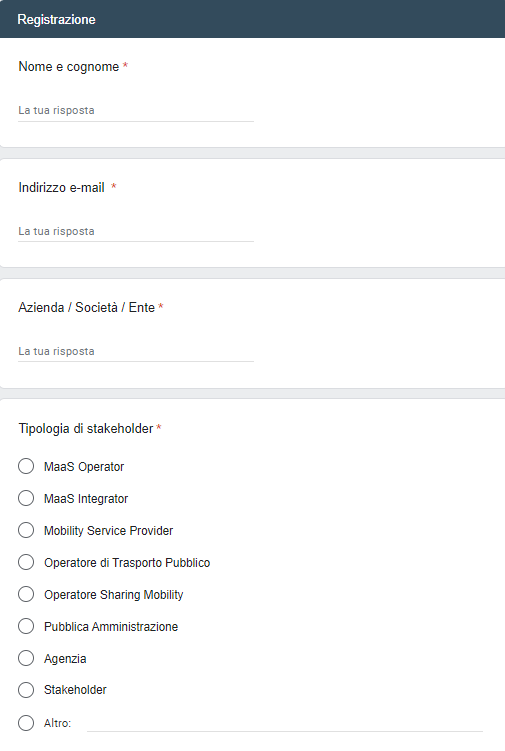 Registrazione
Nome e cognome *
La tua risposta
Indirizzo e-mail *
La tua risposta
Azienda / Società / Ente *
La tua risposta
Tipologia di stakeholder *
MaaS Operator
MaaS Integrator
Mobility Service Provider
Operatore di Trasporto Pubblico
Operatore Sharing Mobility
Pubblica Amministrazione
Agenzia
Stakeholder
Altro: